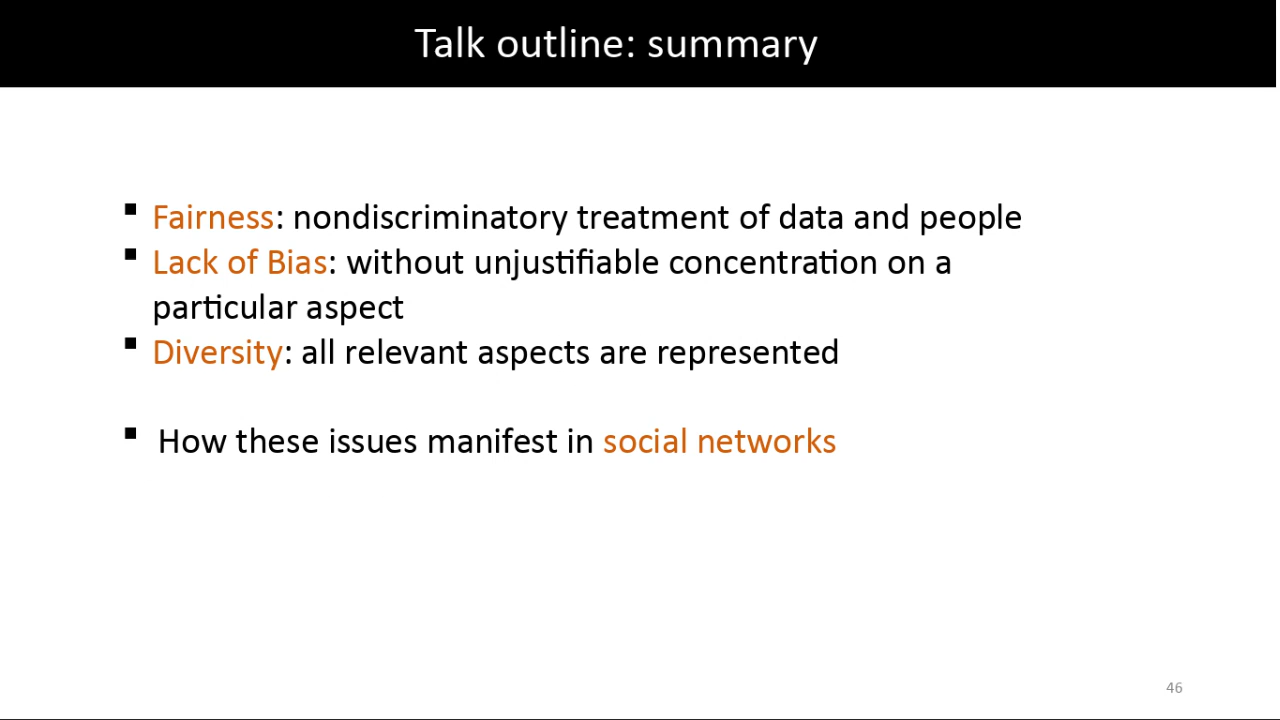 Talk outline: summary
▪ Fairness: nondiscriminatory treatment of data and people
▪ Lack of Bias: without unjustifiable concentration on a
particular aspect
▪ Diversity: all relevant aspects are represented
▪ How these issues manifest in social networks
46